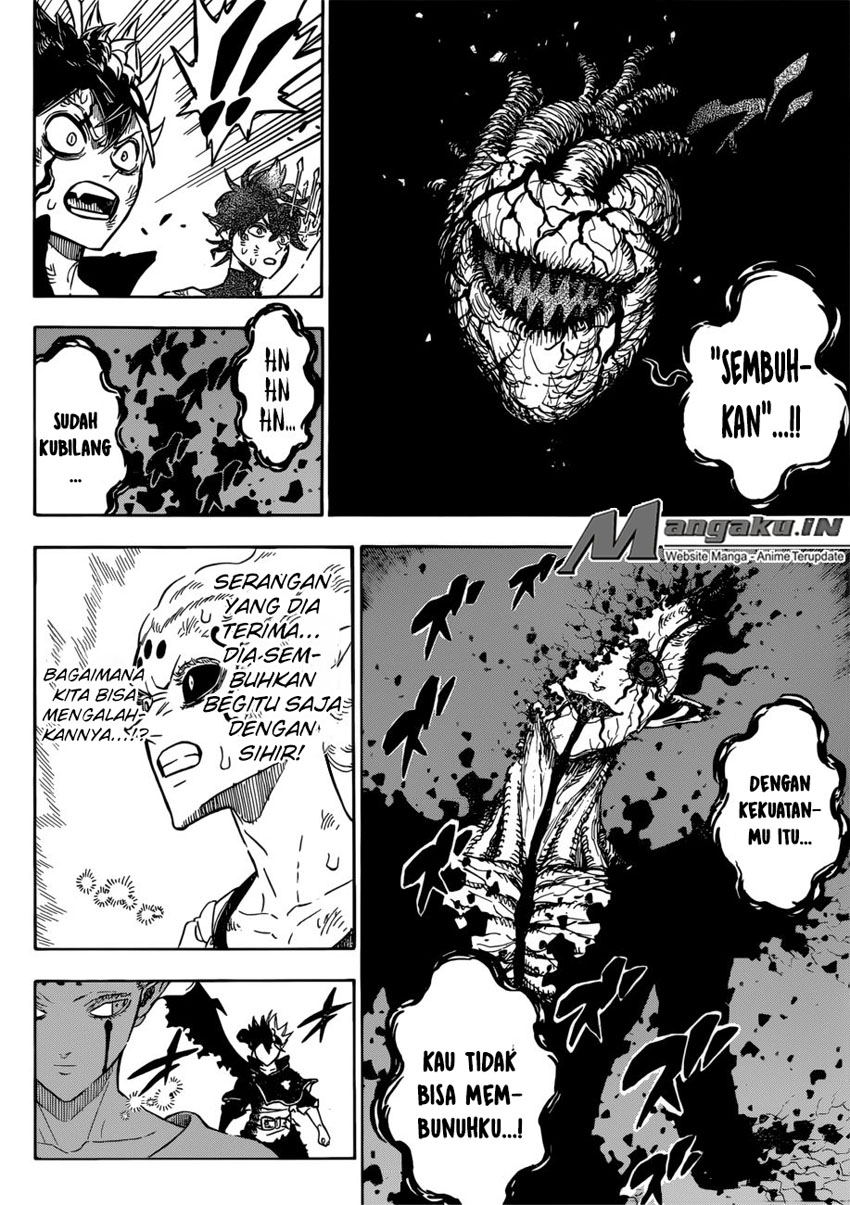 "SEMBUH-
KAN"...!!
HN
HN
HN...
SUDAH
KUBILANG
...
MANGAKU.iN
Website Manga - Anime Terupdate
DENGAN
KEKUATAN-
MU ITU...
KAU TIDAK
BISA MEM-
BUNUHKU...!
SERANGAN
YANG DIA
TERIMA...
DIA SEM-
BUHKAN
BEGITU SAJA
DENGAN
SIHIR!
BAGAIMANA
KITA BISA
MENGALAH-
KANNYA...!?